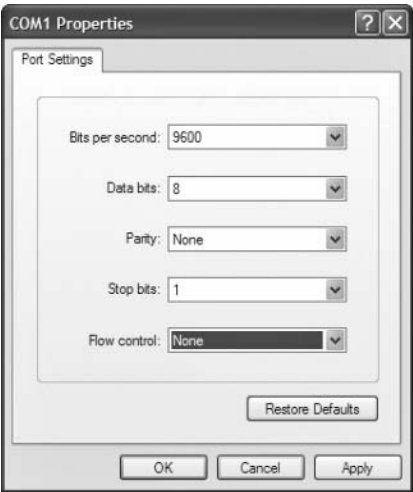 COM1 Properties
Port Settings
Bits per second: 9600
Data bits: 8
Parity: None
Stop bits: 1
Flow control: None
Restore Defaults
OK Cancel Apply